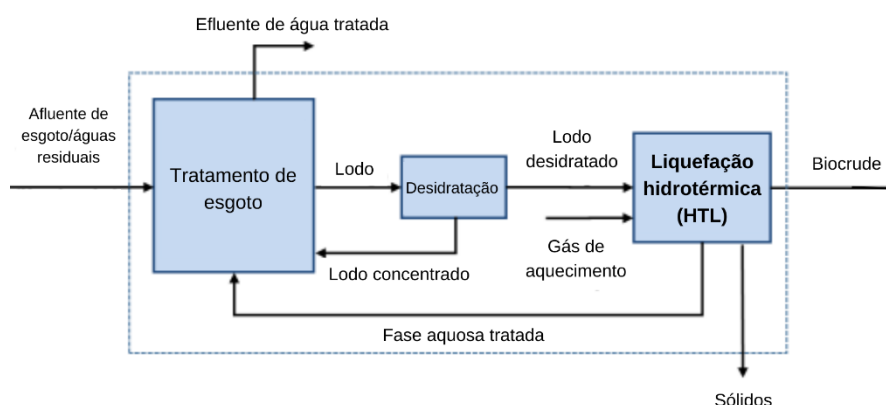 Efluente de água tratada
Afluente de
esgoto/águas
residuais
Tratamento de
esgoto
Lodo
Desidratação
Lodo
desidratado
Liquefação
hidrotérmica
(HTL)
Biocrude
Gás de
aquecimento
Lodo concentrado
Fase aquosa tratada
Sólidos